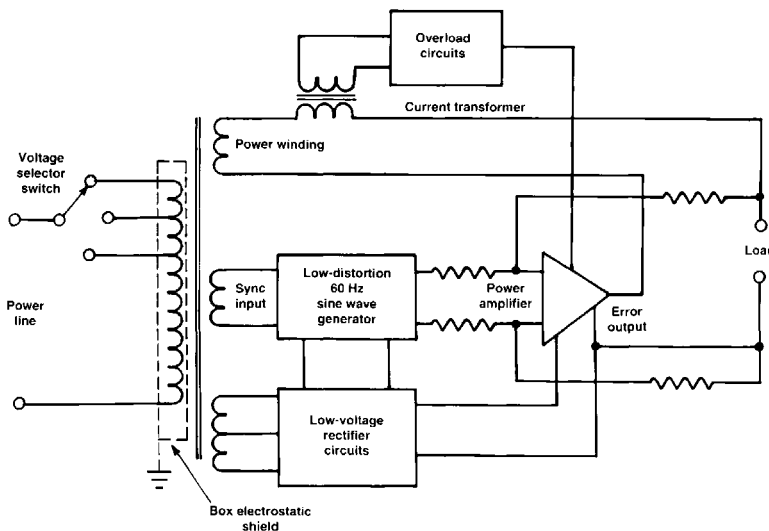 Overload
circuits
Current transformer
Power winding
Voltage
selector
switch
Sync
input
Low-distortion
60 Hz
sine wave
generator
Power
amplifier
Error
output
Load
Power
line
Low-voltage
rectifier
circuits
Box electrostatic
shield